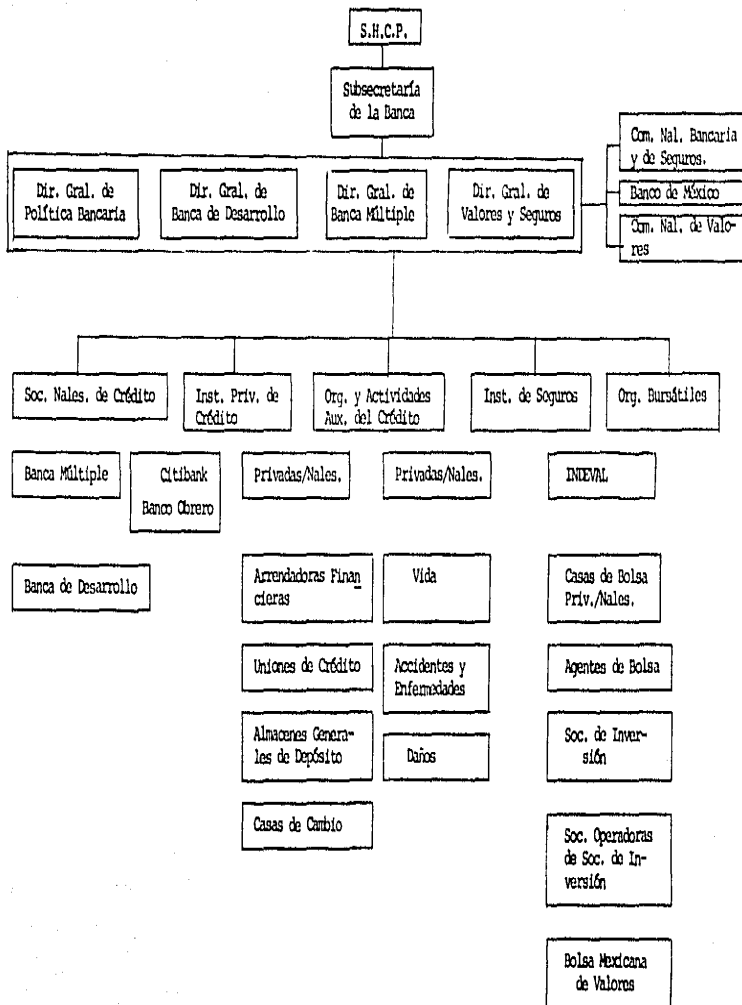 S.H.C.P.
Subsecretaría
de la Banca
Dir. Gral. de
Política Bancaria
Dir. Gral. de
Banca de Desarrollo
Dir. Gral. de
Banca Múltiple
Dir. Gral. de
Valores y Seguros
Com. Nal. Bancaria
y de Seguros.
Banco de México
Com. Nal. de Valo-
res
Soc. Nales. de Crédito
Inst. Priv. de
Crédito
Org. y Actividades
Aux. del Crédito
Inst. de Seguros
Org. Bursátiles
Banca Múltiple
Citibank
Banco Obrero
Privadas/Nales.
Privadas/Nales.
INDEVAL
Banca de Desarrollo
Arrendadoras Finan
cieras
Vida
Casas de Bolsa
Priv./Nales.
Uniones de Crédito
Accidentes y
Enfermedades
Agentes de Bolsa
Almacenes Genera-
les de Depósito
Daños
Soc. de Inver-
sión
Casas de Cambio
Soc. Operadoras
de Soc. de In-
versión
Bolsa Mexicana
de Valores